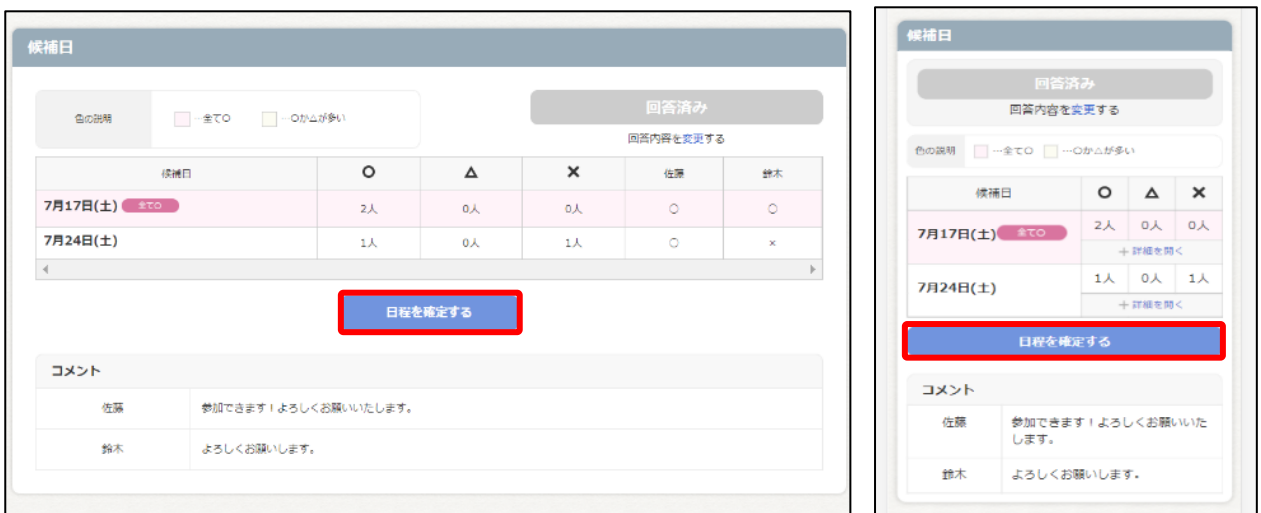 候補日
回答済み
色の説明 …全て○ …○か△が多い
回答内容を変更する
候補日 ○ △ × 佐藤 鈴木
7月17日(土) 全て○ 2人 0人 0人 ○ ○
7月24日(土) 1人 0人 1人 ○ ×
日程を確定する
コメント
佐藤 参加できます！よろしくお願いいたします。
鈴木 よろしくお願いします。
候補日
回答済み
回答内容を変更する
色の説明 …全て○ …○か△が多い
候補日 ○ △ ×
7月17日(土) 全て○ 2人 0人 0人
＋詳細を開く
7月24日(土) 1人 0人 1人
＋詳細を開く
日程を確定する
コメント
佐藤 参加できます！よろしくお願いいた
します。
鈴木 よろしくお願いします。